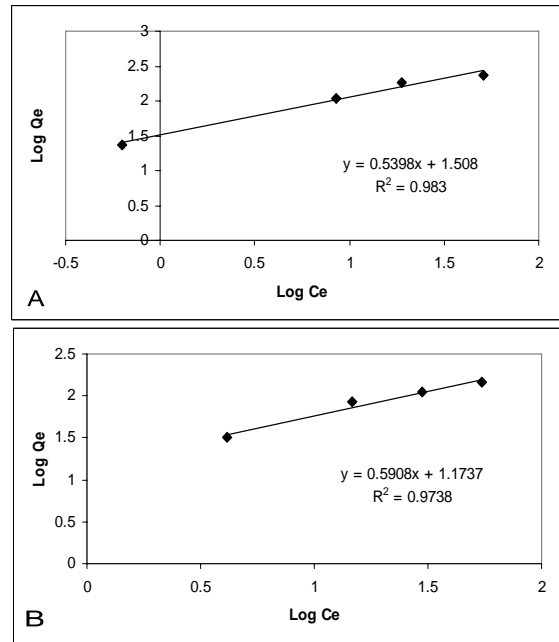 3
2.5
2
1.5
1
0.5
0
-0.5 0 0.5 1 1.5 2
Log Qe
Log Ce
y = 0.5398x + 1.508
R² = 0.983
A
2.5
2
1.5
1
0.5
0
0 0.5 1 1.5 2
Log Qe
Log Ce
y = 0.5908x + 1.1737
R² = 0.9738
B